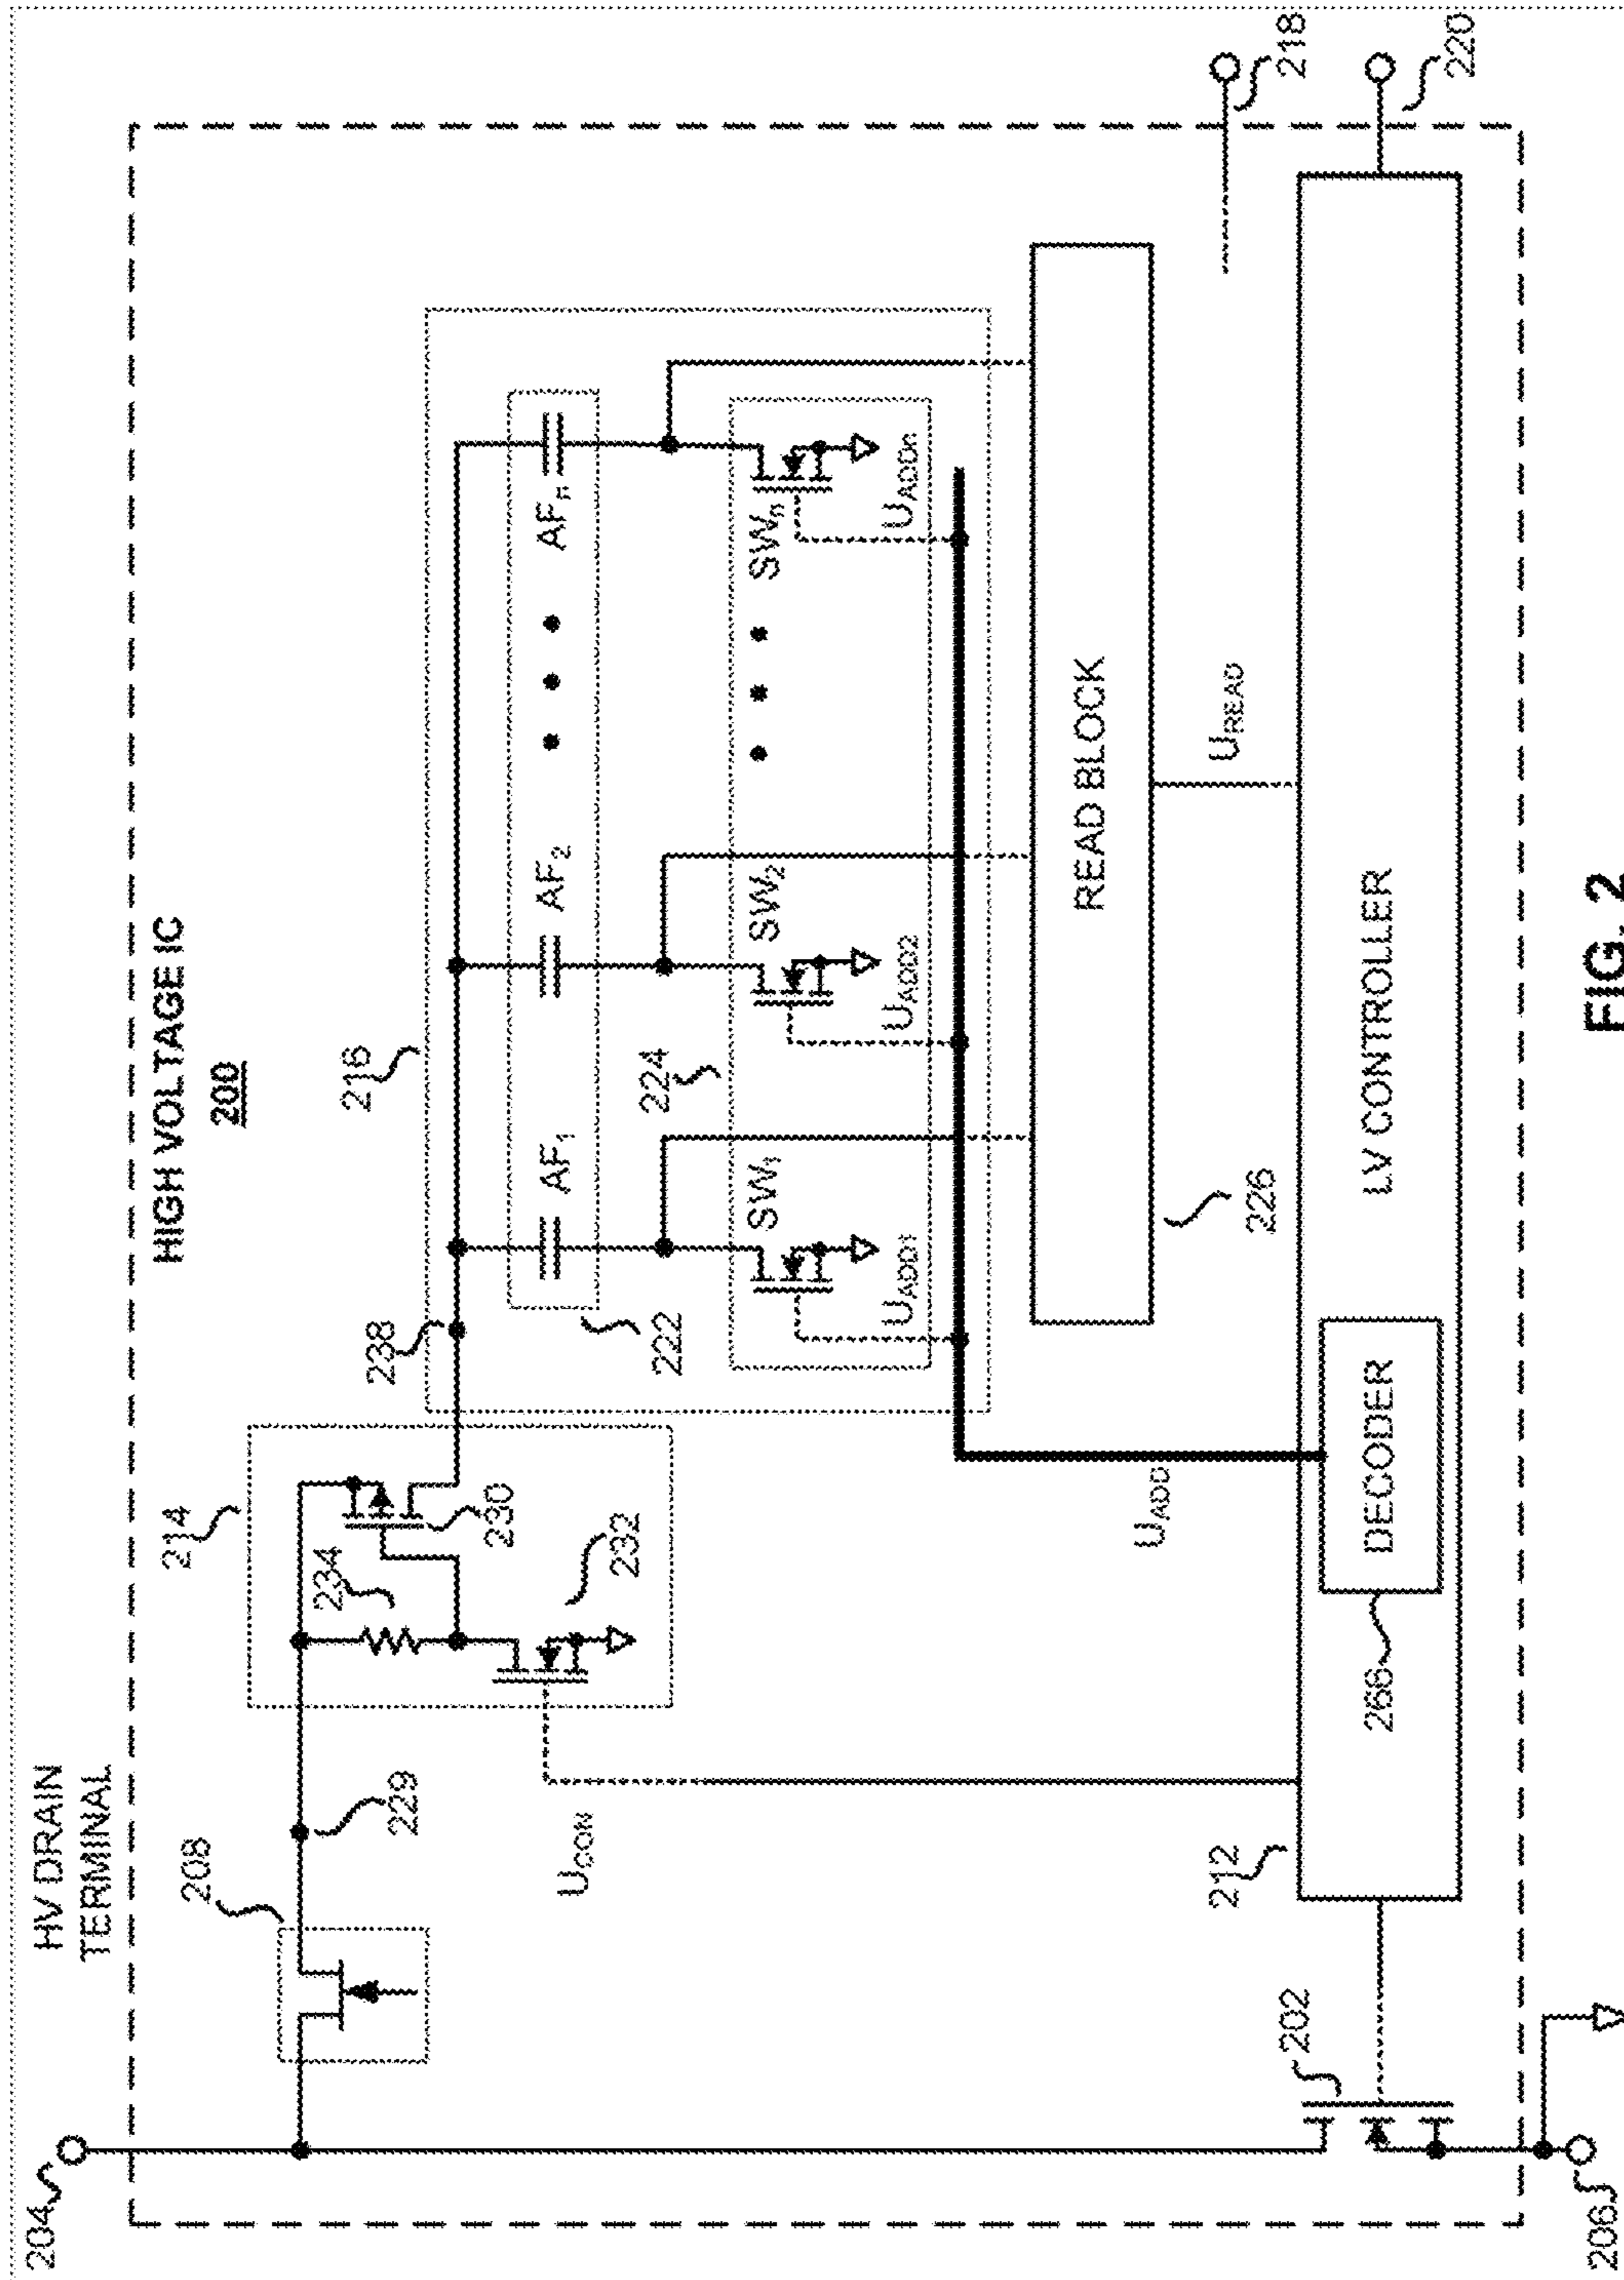 HV DRAIN
TERMINAL
204
HIGH VOLTAGE IC
200
208
229
214
234
230
232
238
216
222
AF1
AF2
AFn
224
SW1
SW2
SWn
UADD1
UADD2
UADDn
UCON
UADD
READ BLOCK
226
UREAD
218
220
202
212
LV CONTROLLER
DECODER
268
206
FIG. 2